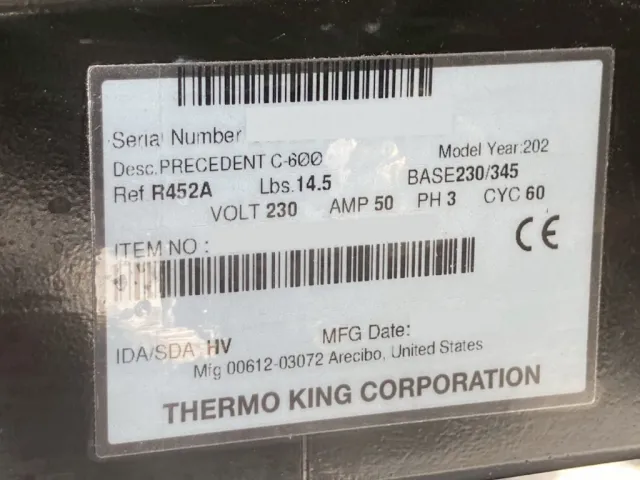 Serial Number
Desc. PRECEDENT C-600 Model Year: 202
Ref R452A Lbs. 14.5 BASE 230/345
VOLT 230 AMP 50 PH 3 CYC 60
ITEM NO :
CE
IDA/SDA HV MFG Date:
Mfg 00612-03072 Arecibo, United States
THERMO KING CORPORATION